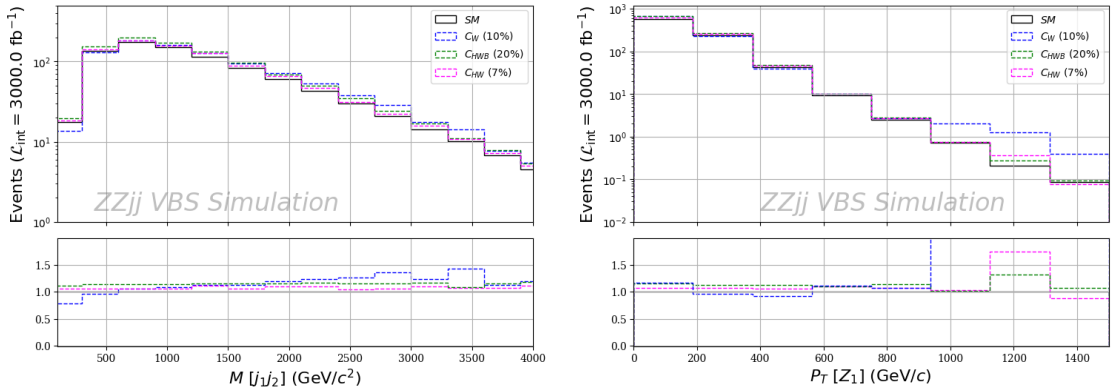 Events (ℒ_int = 3000.0 fb⁻¹)
10²
10¹
10⁰
SM
C_W (10%)
C_HWB (20%)
C_HW (7%)
ZZjj VBS Simulation
1.5
1.0
0.5
0.0
500 1000 1500 2000 2500 3000 3500 4000
M [j₁j₂] (GeV/c²)
Events (ℒ_int = 3000.0 fb⁻¹)
10³
10²
10¹
10⁰
10⁻¹
10⁻²
SM
C_W (10%)
C_HWB (20%)
C_HW (7%)
ZZjj VBS Simulation
1.5
1.0
0.5
0.0
0 200 400 600 800 1000 1200 1400
P_T [Z₁] (GeV/c)